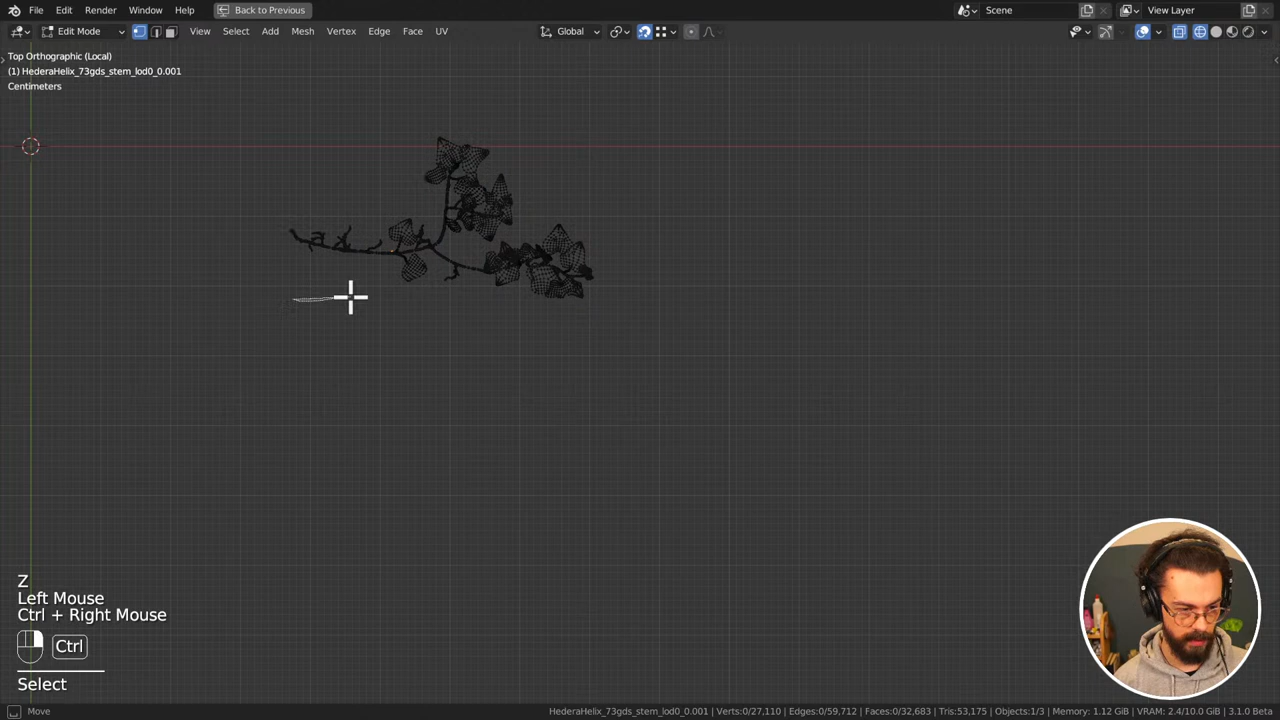 File Edit Render Window Help Back to Previous Scene View Layer
Edit Mode View Select Add Mesh Vertex Edge Face UV Global
Top Orthographic (Local)
(1) HederaHelix_73gds_stem_lod0_0.001
Centimeters
Z
Left Mouse
Ctrl + Right Mouse
Ctrl
Select
Move HederaHelix_73gds_stem_lod0_0.001 | Verts:0/27,110 | Edges:0/59,712 | Faces:0/32,683 | Tris:53,175 | Objects:1/3 | Memory: 1.12 GiB | VRAM: 2.4/10.0 GiB | 3.1.0 Beta